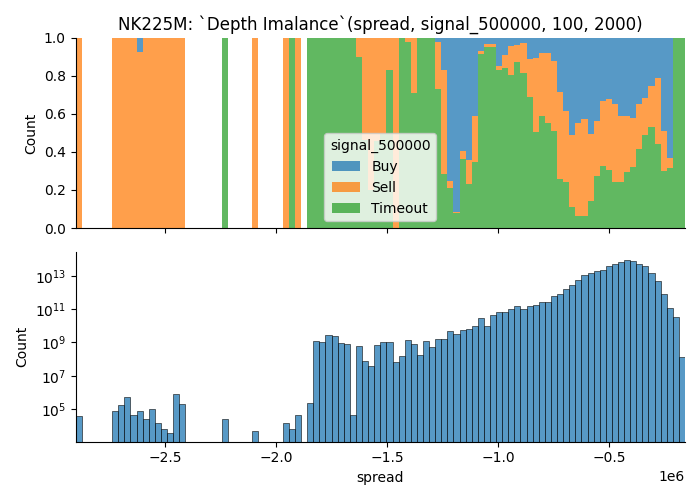 NK225M: `Depth Imalance`(spread, signal_500000, 100, 2000)
1.0
0.8
0.6
0.4
0.2
0.0
Count
signal_500000
Buy
Sell
Timeout
10^13
10^11
10^9
10^7
10^5
Count
−2.5 −2.0 −1.5 −1.0 −0.5
1e6
spread